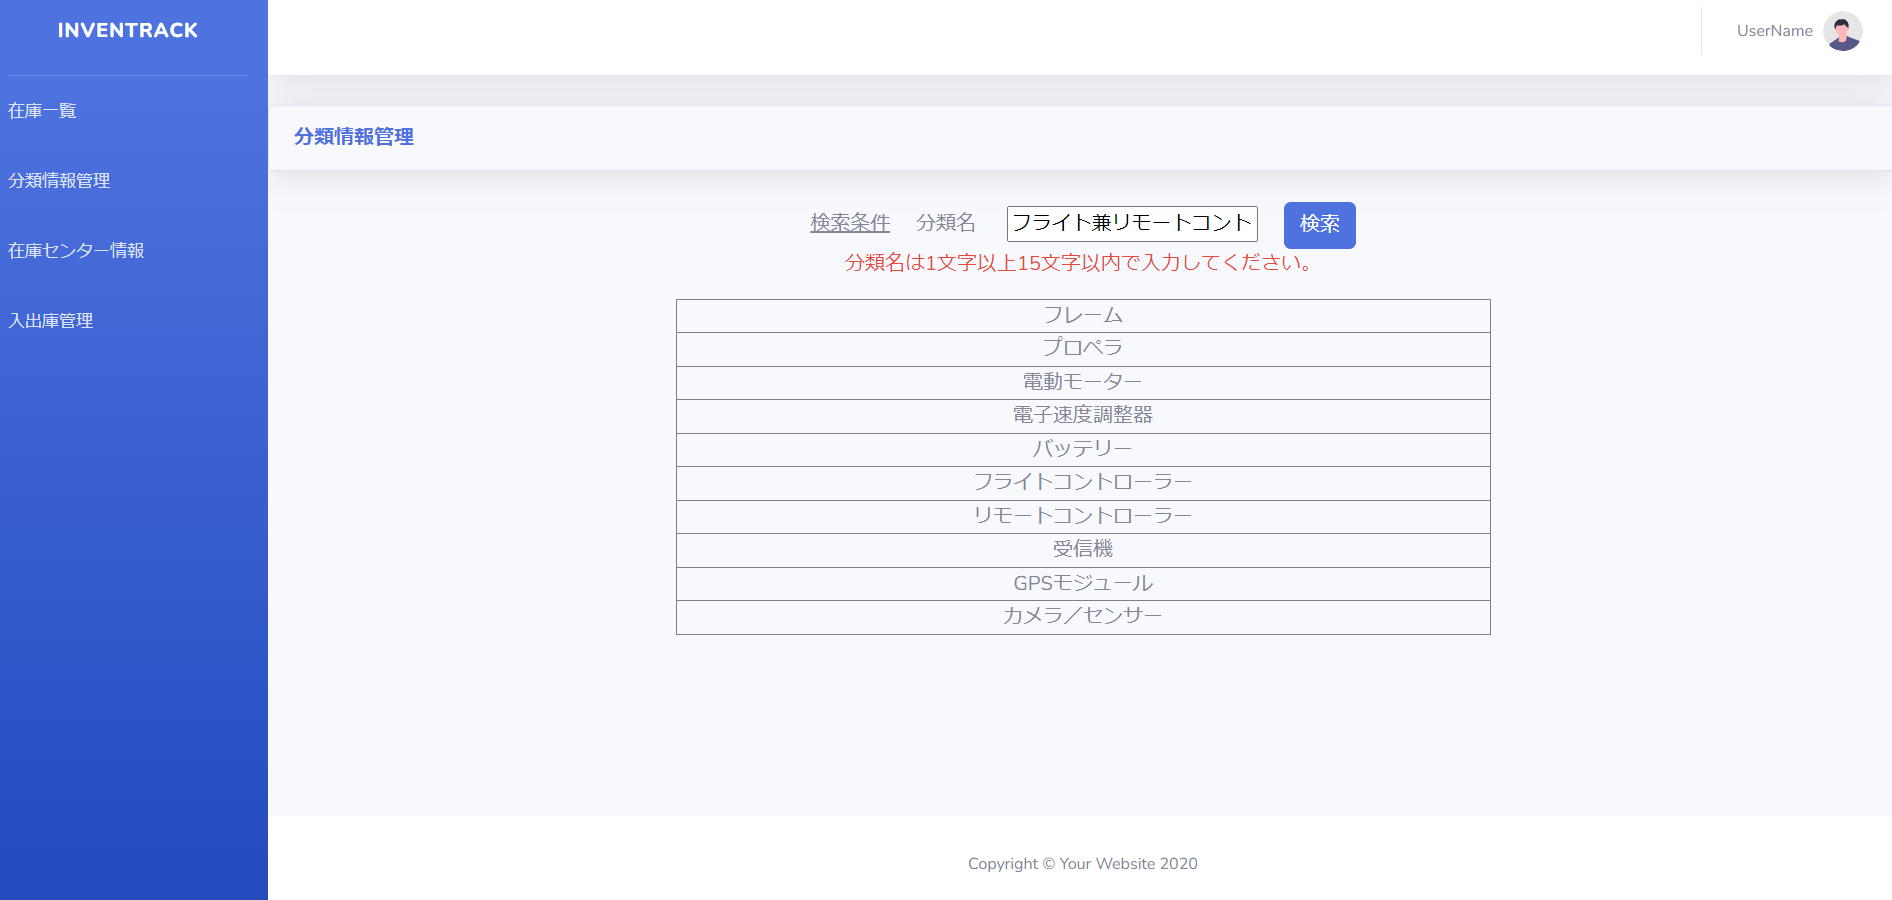 INVENTRACK
UserName
在庫一覧
分類情報管理
在庫センター情報
入出庫管理
分類情報管理
検索条件 分類名 フライト兼リモートコント 検索
分類名は1文字以上15文字以内で入力してください。
フレーム
プロペラ
電動モーター
電子速度調整器
バッテリー
フライトコントローラー
リモートコントローラー
受信機
GPSモジュール
カメラ／センサー
Copyright © Your Website 2020